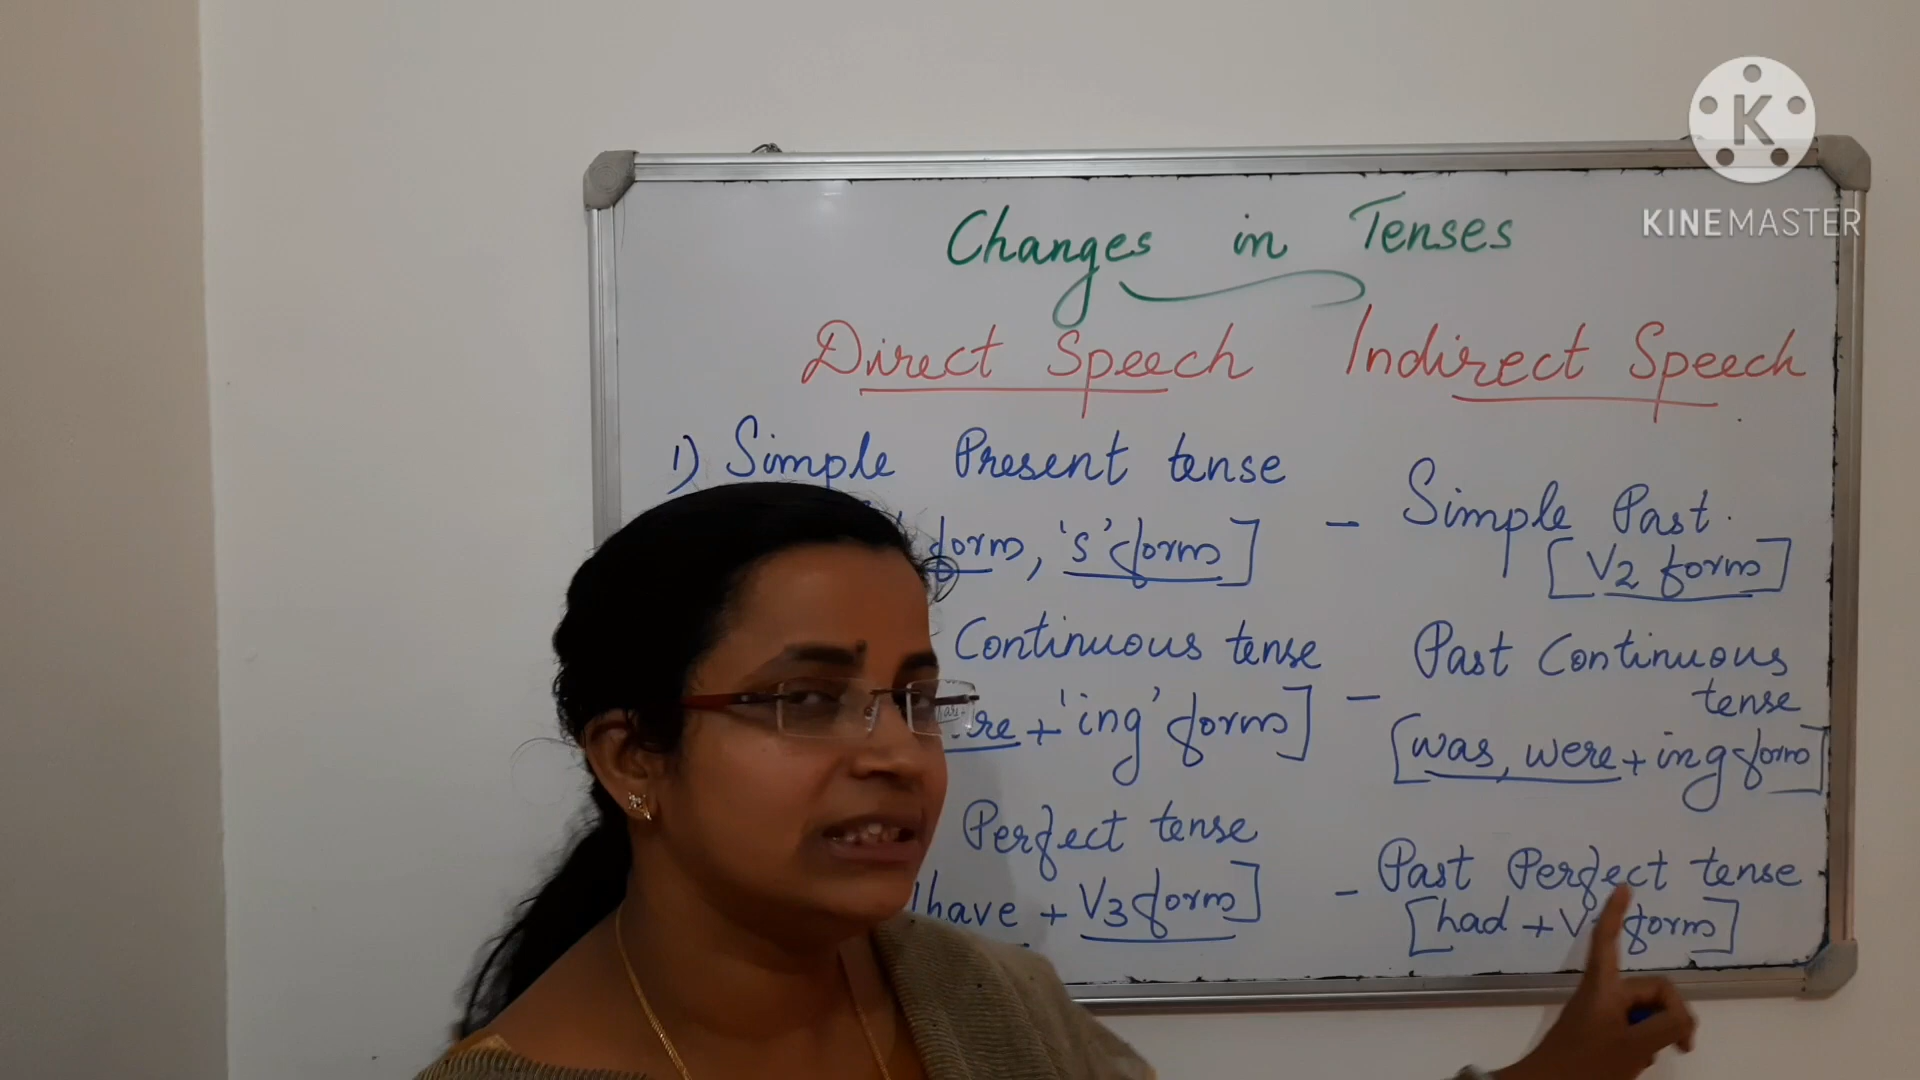 K
KINEMASTER
Changes in Tenses
Direct Speech Indirect Speech
1) Simple Present tense
form, 's' form] - Simple Past.
[V2 form]
Continuous tense - Past Continuous
tense
+ 'ing' form] [was, were + ing form]
Perfect tense - Past Perfect tense
have + V3 form] [had + form]